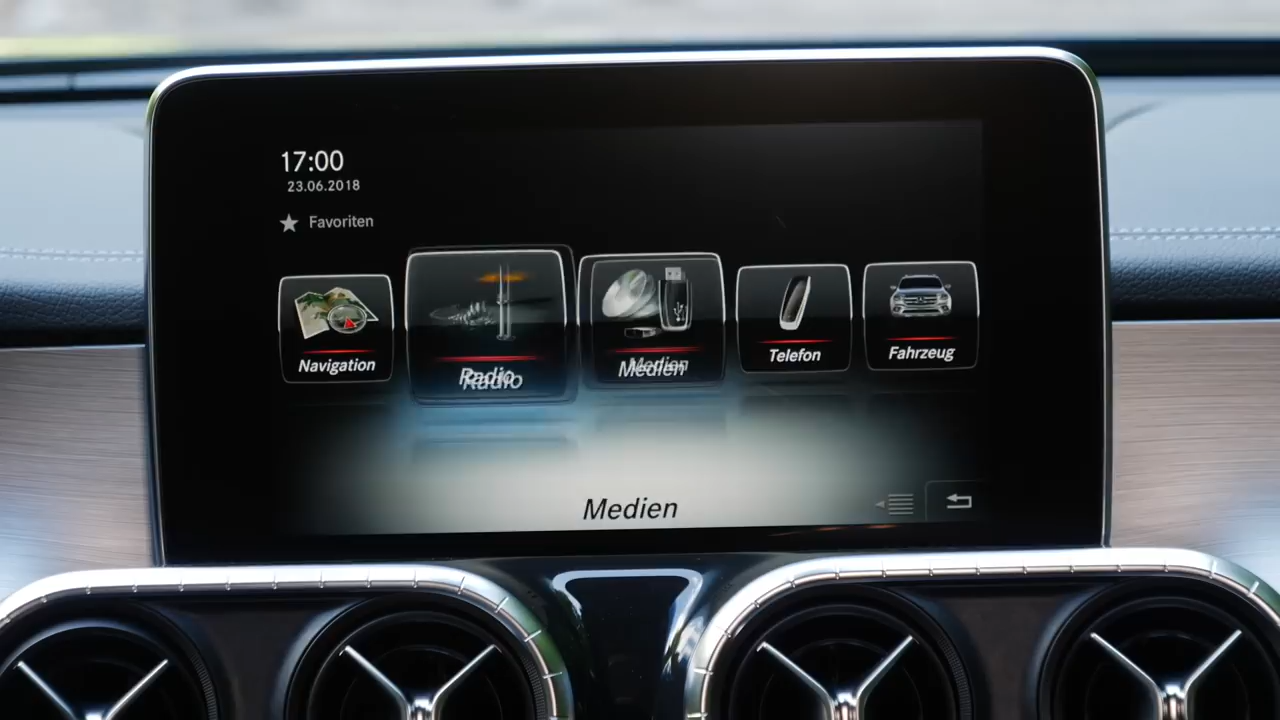 17:00
23.06.2018
Favoriten
Navigation
Radio
Medien
Telefon
Fahrzeug
Medien